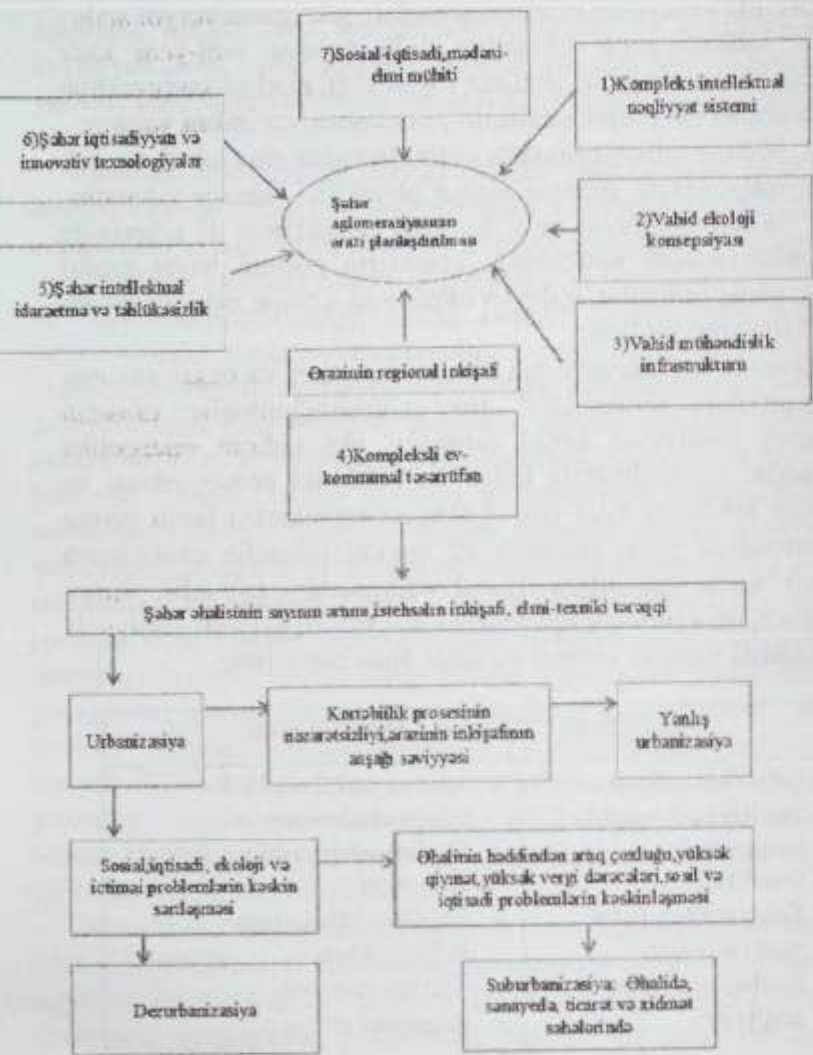 7)Sosial-iqtisadi,mədəni-
elmi mühiti
1)Kompleks intellektual
nəqliyyat sistemi
6)Şəhər iqtisadiyyatı və
innovativ texnologiyalar
Şəhər
aglomerasiyasının
ərazi planlaşdırılması
2)Vahid ekoloji
konsepsiyası
5)Şəhər intellektual
idarəetmə və təhlükəsizlik
3)Vahid mühəndislik
infrastrukturu
Ərazinin regional inkişafı
4)Kompleksli ev-
kommunal təsərrüfatı
Şəhər əhalisinin sayının artımı,istehsalın inkişafı, elmi-texniki tərəqqi
Urbanizasiya
Kortəbiilik prosesinin
nəzarətsizliyi,ərazinin inkişafının
aşağı səviyyəsi
Yanlış
urbanizasiya
Sosial,iqtisadi, ekoloji və
ictimai problemlərin kəskin
sərtləşməsi
Əhalinin həddindən artıq çoxluğu,yüksək
qiymət,yüksək vergi dərəcələri,sosil və
iqtisadi problemlərin kəskinləşməsi
Dezurbanizasiya
Suburbanizasiya: Əhalidə,
sənayedə, ticarət və xidmət
sahələrində